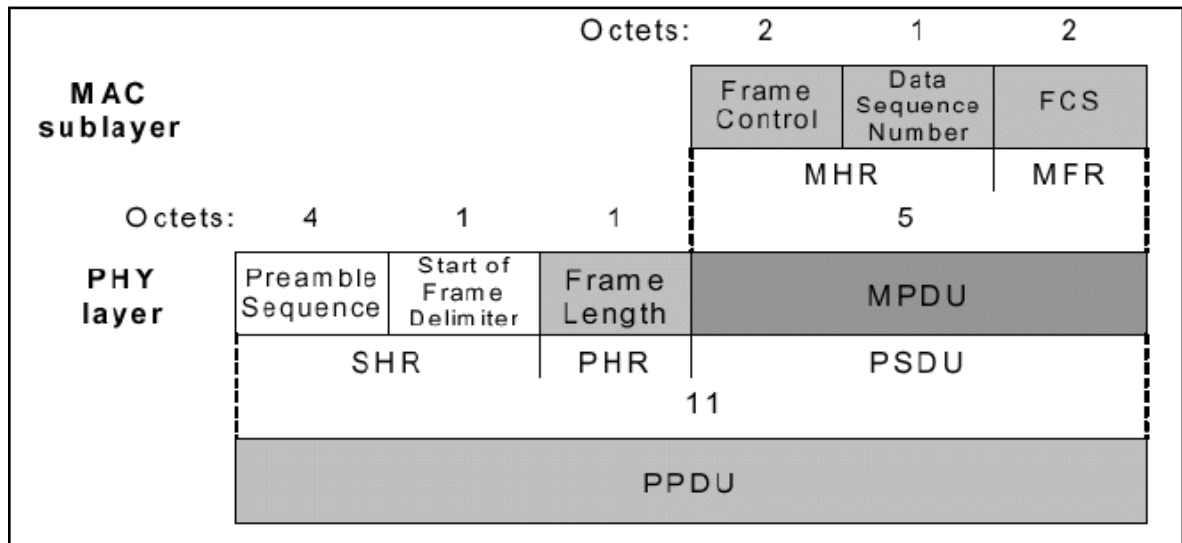 Octets: 2 1 2
MAC
sublayer
Frame
Control
Data
Sequence
Number
FCS
MHR MFR
Octets: 4 1 1 5
PHY
layer
Preamble
Sequence
Start of
Frame
Delimiter
Frame
Length
MPDU
SHR PHR PSDU
11
PPDU